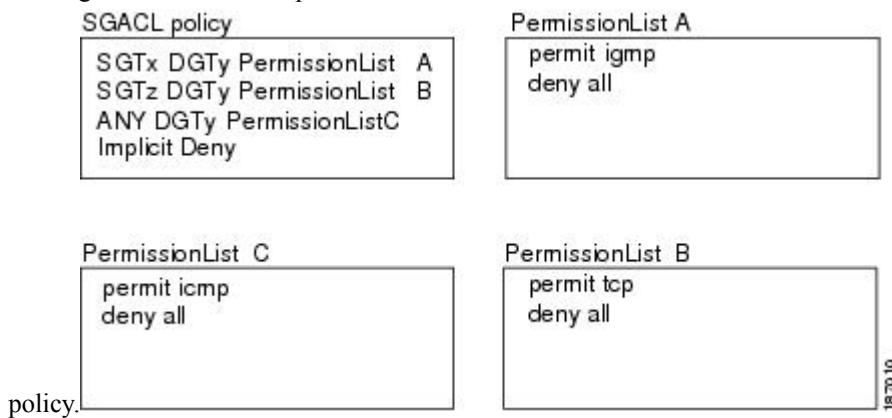 SGACL policy
SGTx DGTy PermissionList A
SGTz DGTy PermissionList B
ANY DGTy PermissionListC
Implicit Deny
PermissionList A
permit igmp
deny all
PermissionList C
permit icmp
deny all
PermissionList B
permit tcp
deny all
policy.
187919